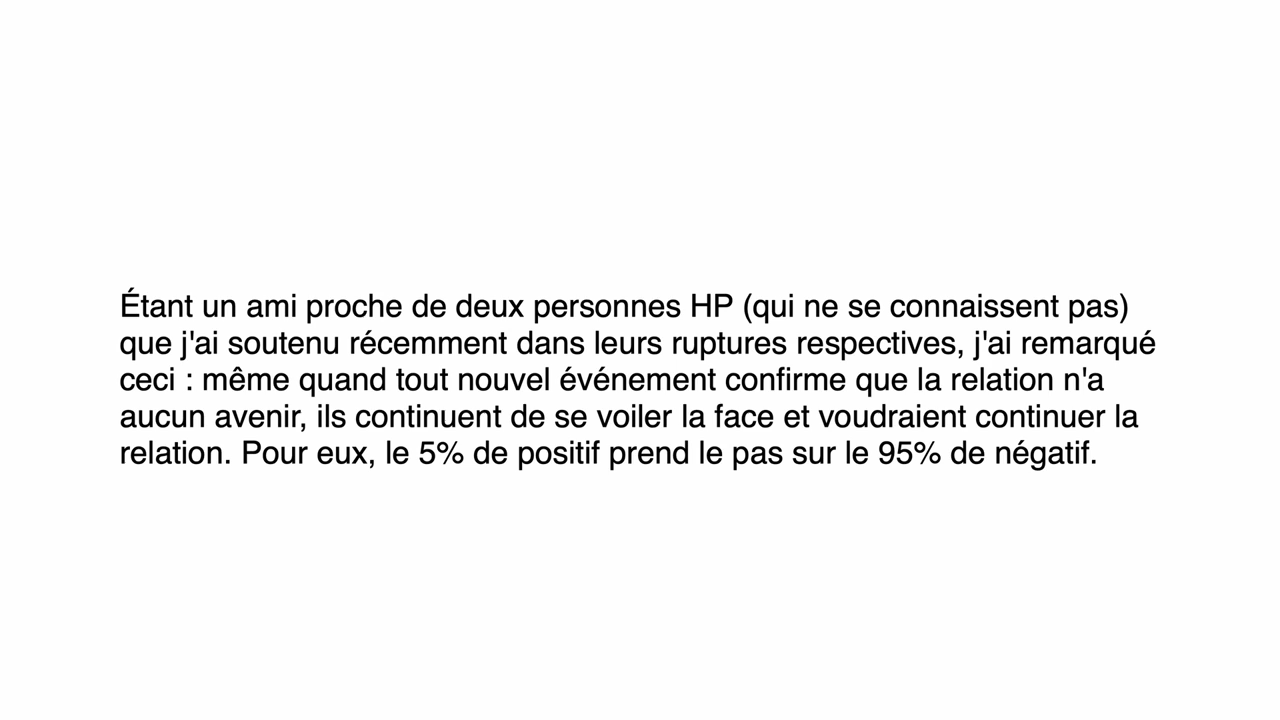 Étant un ami proche de deux personnes HP (qui ne se connaissent pas)
que j'ai soutenu récemment dans leurs ruptures respectives, j'ai remarqué
ceci : même quand tout nouvel événement confirme que la relation n'a
aucun avenir, ils continuent de se voiler la face et voudraient continuer la
relation. Pour eux, le 5% de positif prend le pas sur le 95% de négatif.